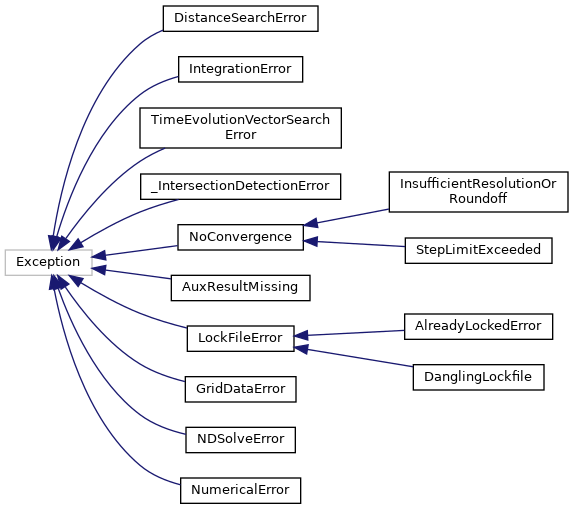 DistanceSearchError
IntegrationError
TimeEvolutionVectorSearch
Error
_IntersectionDetectionError
InsufficientResolutionOr
Roundoff
NoConvergence
StepLimitExceeded
Exception
AuxResultMissing
LockFileError
AlreadyLockedError
DanglingLockfile
GridDataError
NDSolveError
NumericalError